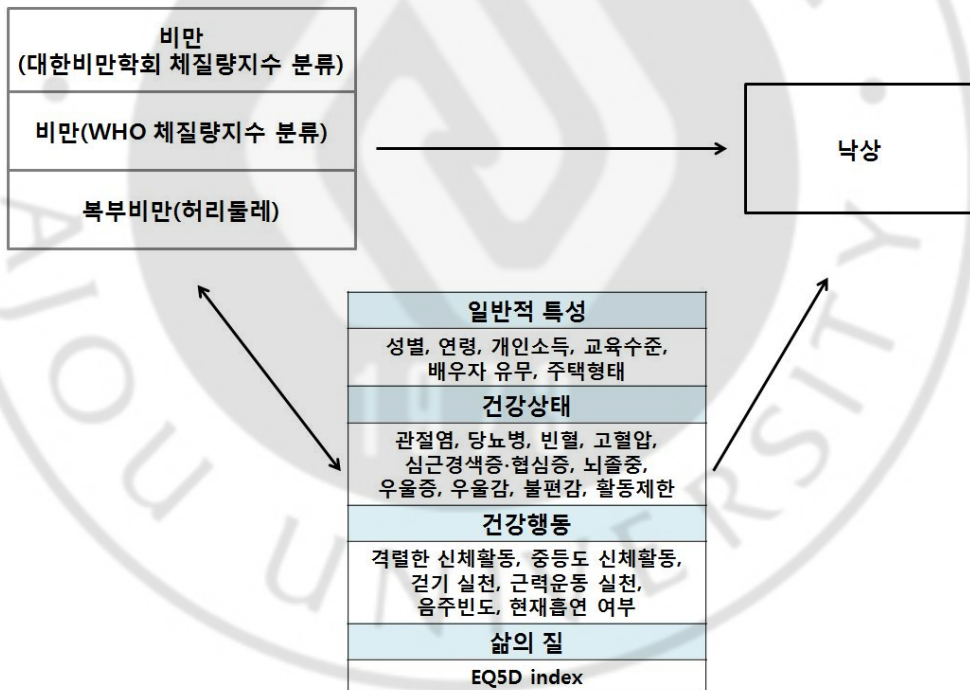 비만
(대한비만학회 체질량지수 분류)
비만(WHO 체질량지수 분류)
복부비만(허리둘레)
낙상
일반적 특성
성별, 연령, 개인소득, 교육수준,
배우자 유무, 주택형태
건강상태
관절염, 당뇨병, 빈혈, 고혈압,
심근경색증·협심증, 뇌졸중,
우울증, 우울감, 불편감, 활동제한
건강행동
격렬한 신체활동, 중등도 신체활동,
걷기 실천, 근력운동 실천,
음주빈도, 현재흡연 여부
삶의 질
EQ5D index
AJOU UNIVERSITY